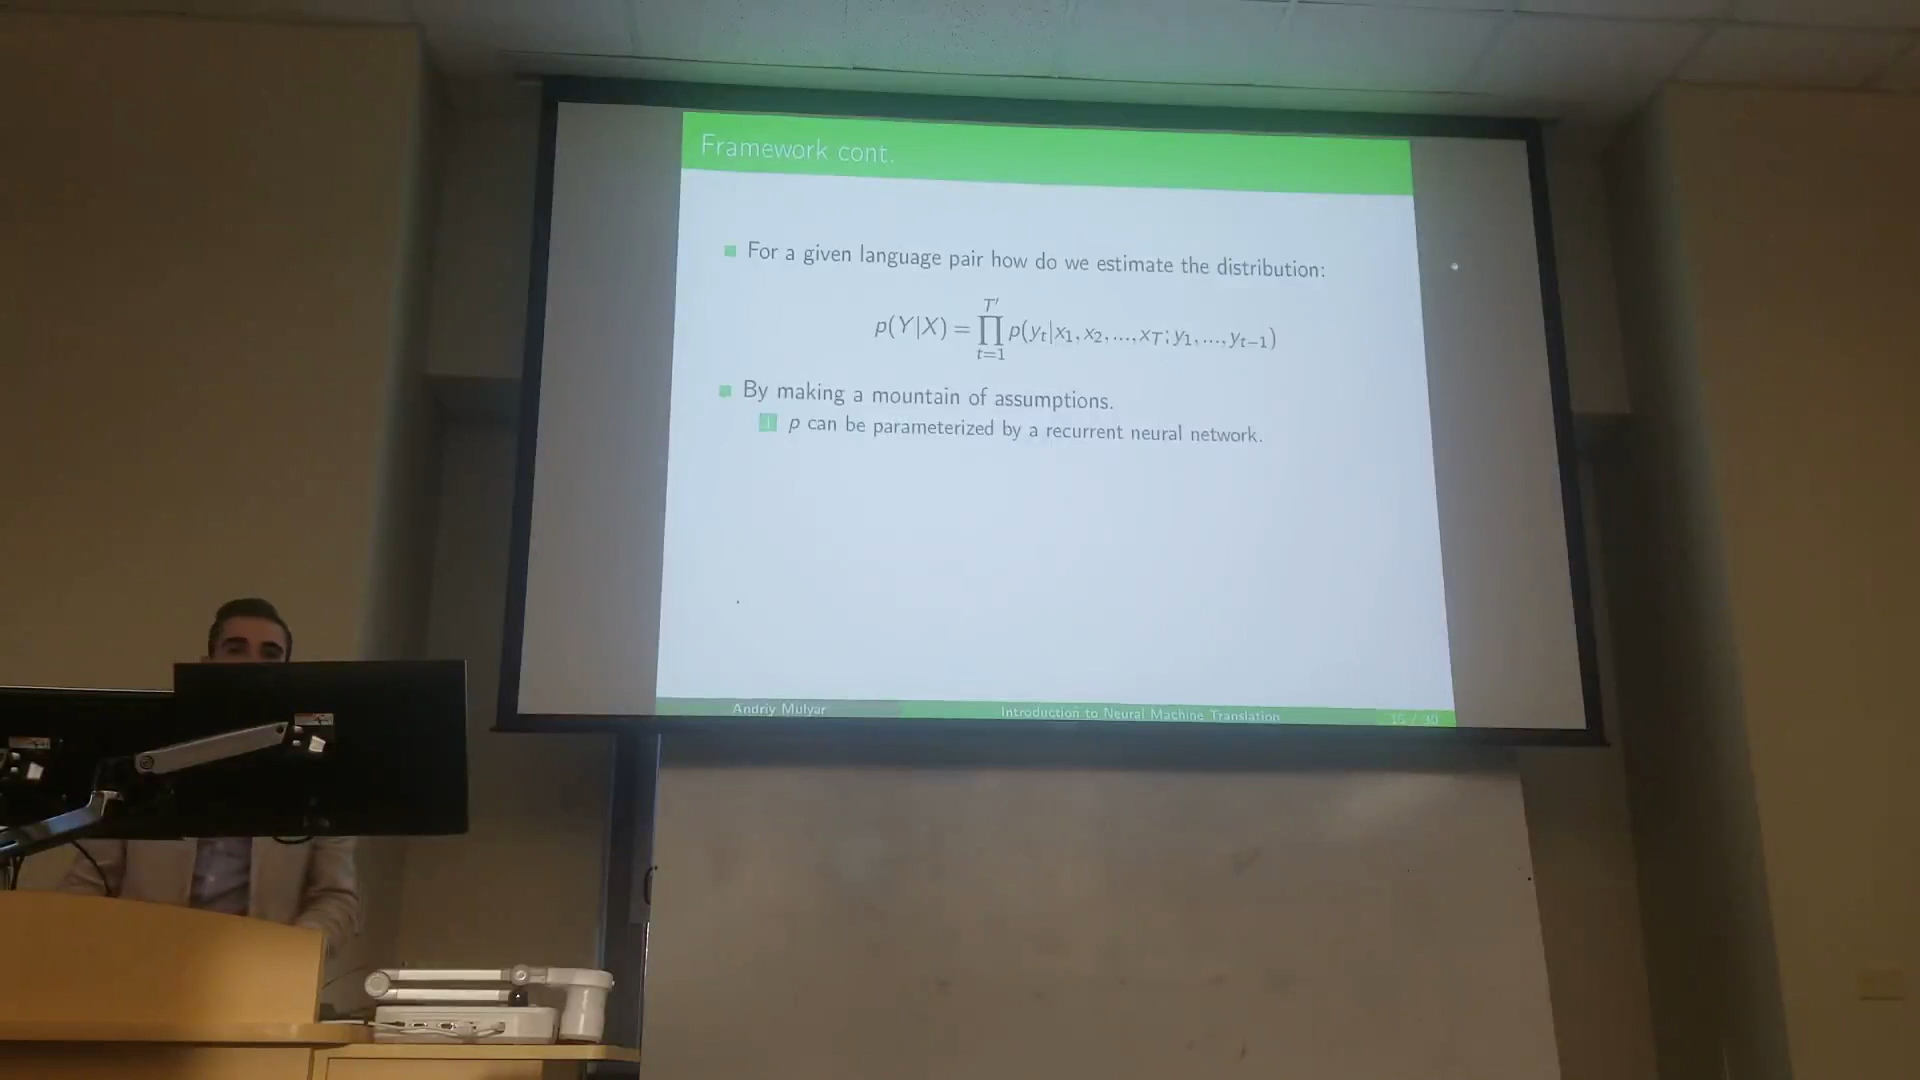 Framework cont.
For a given language pair how do we estimate the distribution:
p(Y|X) = ∏_{t=1}^{T'} p(y_t|x_1, x_2, ..., x_T; y_1, ..., y_{t−1})
By making a mountain of assumptions.
1 p can be parameterized by a recurrent neural network.
Andriy Mulyar Introduction to Neural Machine Translation